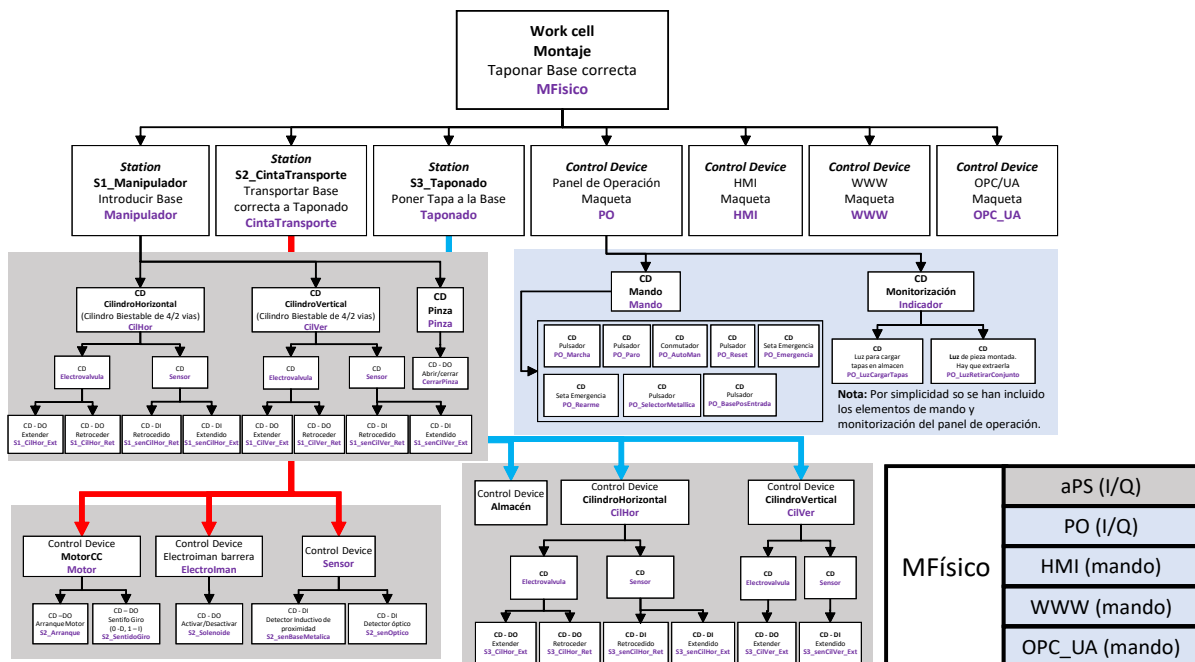 Work cell
Montaje
Taponar Base correcta
MFisico
Station
S1_Manipulador
Introducir Base
Manipulador
Station
S2_CintaTransporte
Transportar Base
correcta a Taponado
CintaTransporte
Station
S3_Taponado
Poner Tapa a la Base
Taponado
Control Device
Panel de Operación
Maqueta
PO
Control Device
HMI
Maqueta
HMI
Control Device
WWW
Maqueta
WWW
Control Device
OPC/UA
Maqueta
OPC_UA
CD
CilindroHorizontal
(Cilindro Biestable de 4/2 vias)
CilHor
CD
CilindroVertical
(Cilindro Biestable de 4/2 vias)
CilVer
CD
Pinza
Pinza
CD
Electrovalvula
CD
Sensor
CD
Electrovalvula
CD
Sensor
CD - DO
Abrir/cerrar
CerrarPinza
CD - DO
Extender
S1_CilHor_Ext
CD - DO
Retroceder
S1_CilHor_Ret
CD - DI
Retrocedido
S1_senCilHor_Ret
CD - DI
Extendido
S1_senCilHor_Ext
CD - DO
Extender
S1_CilVer_Ext
CD - DO
Retroceder
S1_CilVer_Ret
CD - DI
Retrocedido
S1_senCilVer_Ret
CD - DI
Extendido
S1_senCilVer_Ext
CD
Mando
Mando
CD
Monitorización
Indicador
CD
Pulsador
PO_Marcha
CD
Pulsador
PO_Paro
CD
Conmutador
PO_AutoMan
CD
Pulsador
PO_Reset
CD
Seta Emergencia
PO_Emergencia
CD
Seta Emergencia
PO_Rearme
CD
Pulsador
PO_SelectorMetallica
CD
Pulsador
PO_BasePosEntrada
CD
Luz para cargar
tapas en almacen
PO_LuzCargarTapas
CD
Luz de pieza montada.
Hay que extraerla
PO_LuzRetirarConjunto
Nota: Por simplicidad so se han incluido
los elementos de mando y
monitorización del panel de operación.
Control Device
MotorCC
Motor
Control Device
Electroiman barrera
ElectroIman
Control Device
Sensor
CD –DO
ArranqueMotor
S2_Arranque
CD – DO
Sentifo Giro
(0 -D, 1 – I)
S2_SentidoGiro
CD - DO
Activar/Desactivar
S2_Solenoide
CD - DI
Detector Inductivo de
proximidad
S2_senBaseMetalica
CD - DI
Detector óptico
S2_senOptico
Control Device
Almacén
Control Device
CilindroHorizontal
CilHor
Control Device
CilindroVertical
CilVer
CD
Electrovalvula
CD
Sensor
CD
Electrovalvula
CD
Sensor
CD - DO
Extender
S3_CilHor_Ext
CD - DO
Retroceder
S3_CilHor_Ret
CD - DI
Retrocedido
S3_senCilHor_Ret
CD - DI
Extendido
S3_senCilHor_Ext
CD - DO
Extender
S3_CilVer_Ext
CD - DI
Extendido
S3_senCilVer_Ext
MFísico
aPS (I/Q)
PO (I/Q)
HMI (mando)
WWW (mando)
OPC_UA (mando)